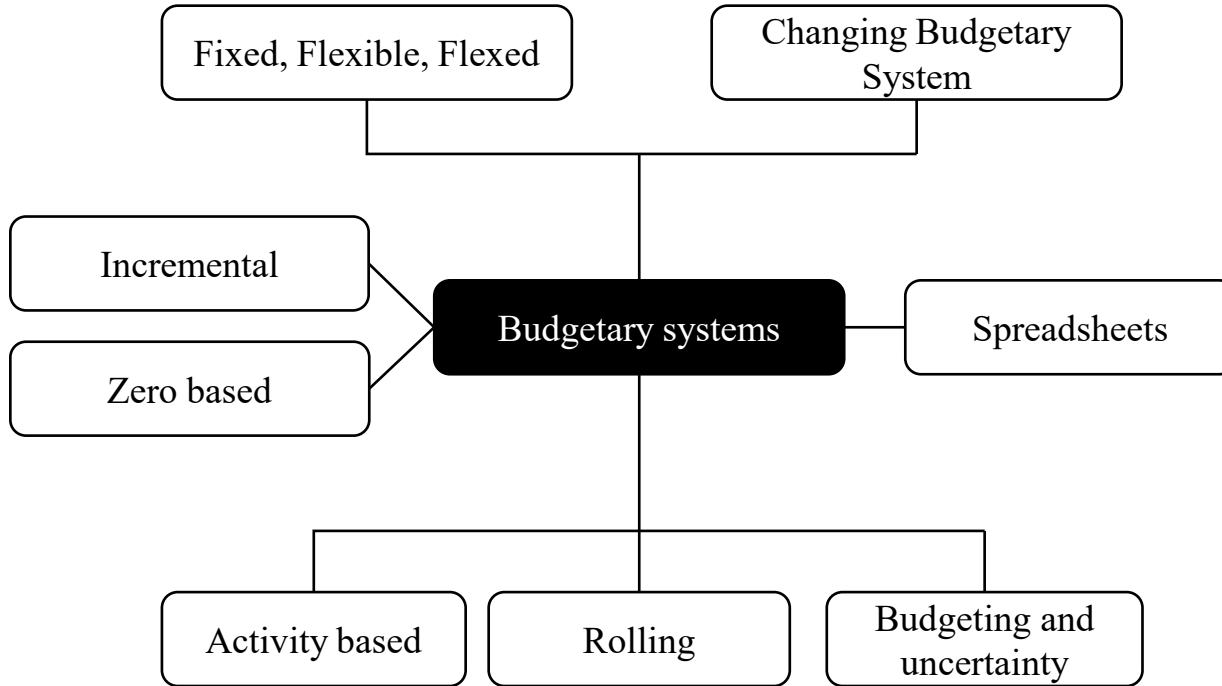 Fixed, Flexible, Flexed
Changing Budgetary
System
Incremental
Budgetary systems
Spreadsheets
Zero based
Activity based
Rolling
Budgeting and
uncertainty